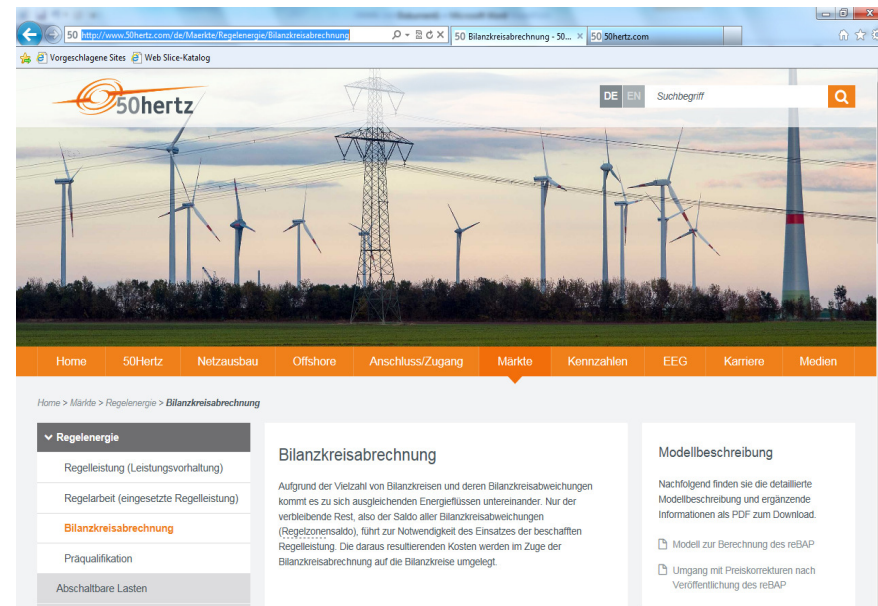 50 http://www.50hertz.com/de/Maerkte/Regelenergie/Bilanzkreisabrechnung
50 Bilanzkreisabrechnung - 50...
50 50hertz.com
Vorgeschlagene Sites
Web Slice-Katalog
50hertz
DE EN
Suchbegriff
Home 50Hertz Netzausbau Offshore Anschluss/Zugang Märkte Kennzahlen EEG Karriere Medien
Home > Märkte > Regelenergie > Bilanzkreisabrechnung
Regelenergie
Regelleistung (Leistungsvorhaltung)
Regelarbeit (eingesetzte Regelleistung)
Bilanzkreisabrechnung
Präqualifikation
Abschaltbare Lasten
Bilanzkreisabrechnung
Aufgrund der Vielzahl von Bilanzkreisen und deren Bilanzkreisabweichungen
kommt es zu sich ausgleichenden Energieflüssen untereinander. Nur der
verbleibende Rest, also der Saldo aller Bilanzkreisabweichungen
(Regelzonensaldo), führt zur Notwendigkeit des Einsatzes der beschafften
Regelleistung. Die daraus resultierenden Kosten werden im Zuge der
Bilanzkreisabrechnung auf die Bilanzkreise umgelegt.
Modellbeschreibung
Nachfolgend finden sie die detaillierte
Modellbeschreibung und ergänzende
Informationen als PDF zum Download.
Modell zur Berechnung des reBAP
Umgang mit Preiskorrekturen nach
Veröffentlichung des reBAP